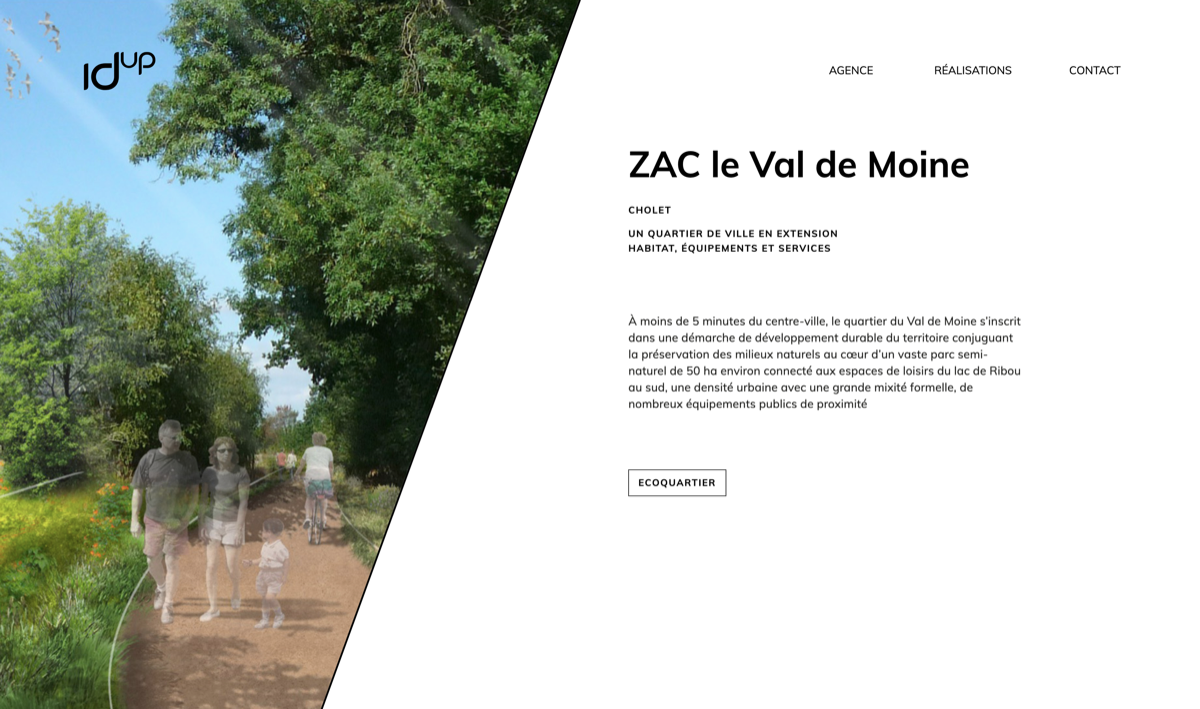 idup
AGENCE
RÉALISATIONS
CONTACT
ZAC le Val de Moine
CHOLET
UN QUARTIER DE VILLE EN EXTENSION
HABITAT, ÉQUIPEMENTS ET SERVICES
À moins de 5 minutes du centre-ville, le quartier du Val de Moine s’inscrit
dans une démarche de développement durable du territoire conjuguant
la préservation des milieux naturels au cœur d’un vaste parc semi-
naturel de 50 ha environ connecté aux espaces de loisirs du lac de Ribou
au sud, une densité urbaine avec une grande mixité formelle, de
nombreux équipements publics de proximité
ECOQUARTIER